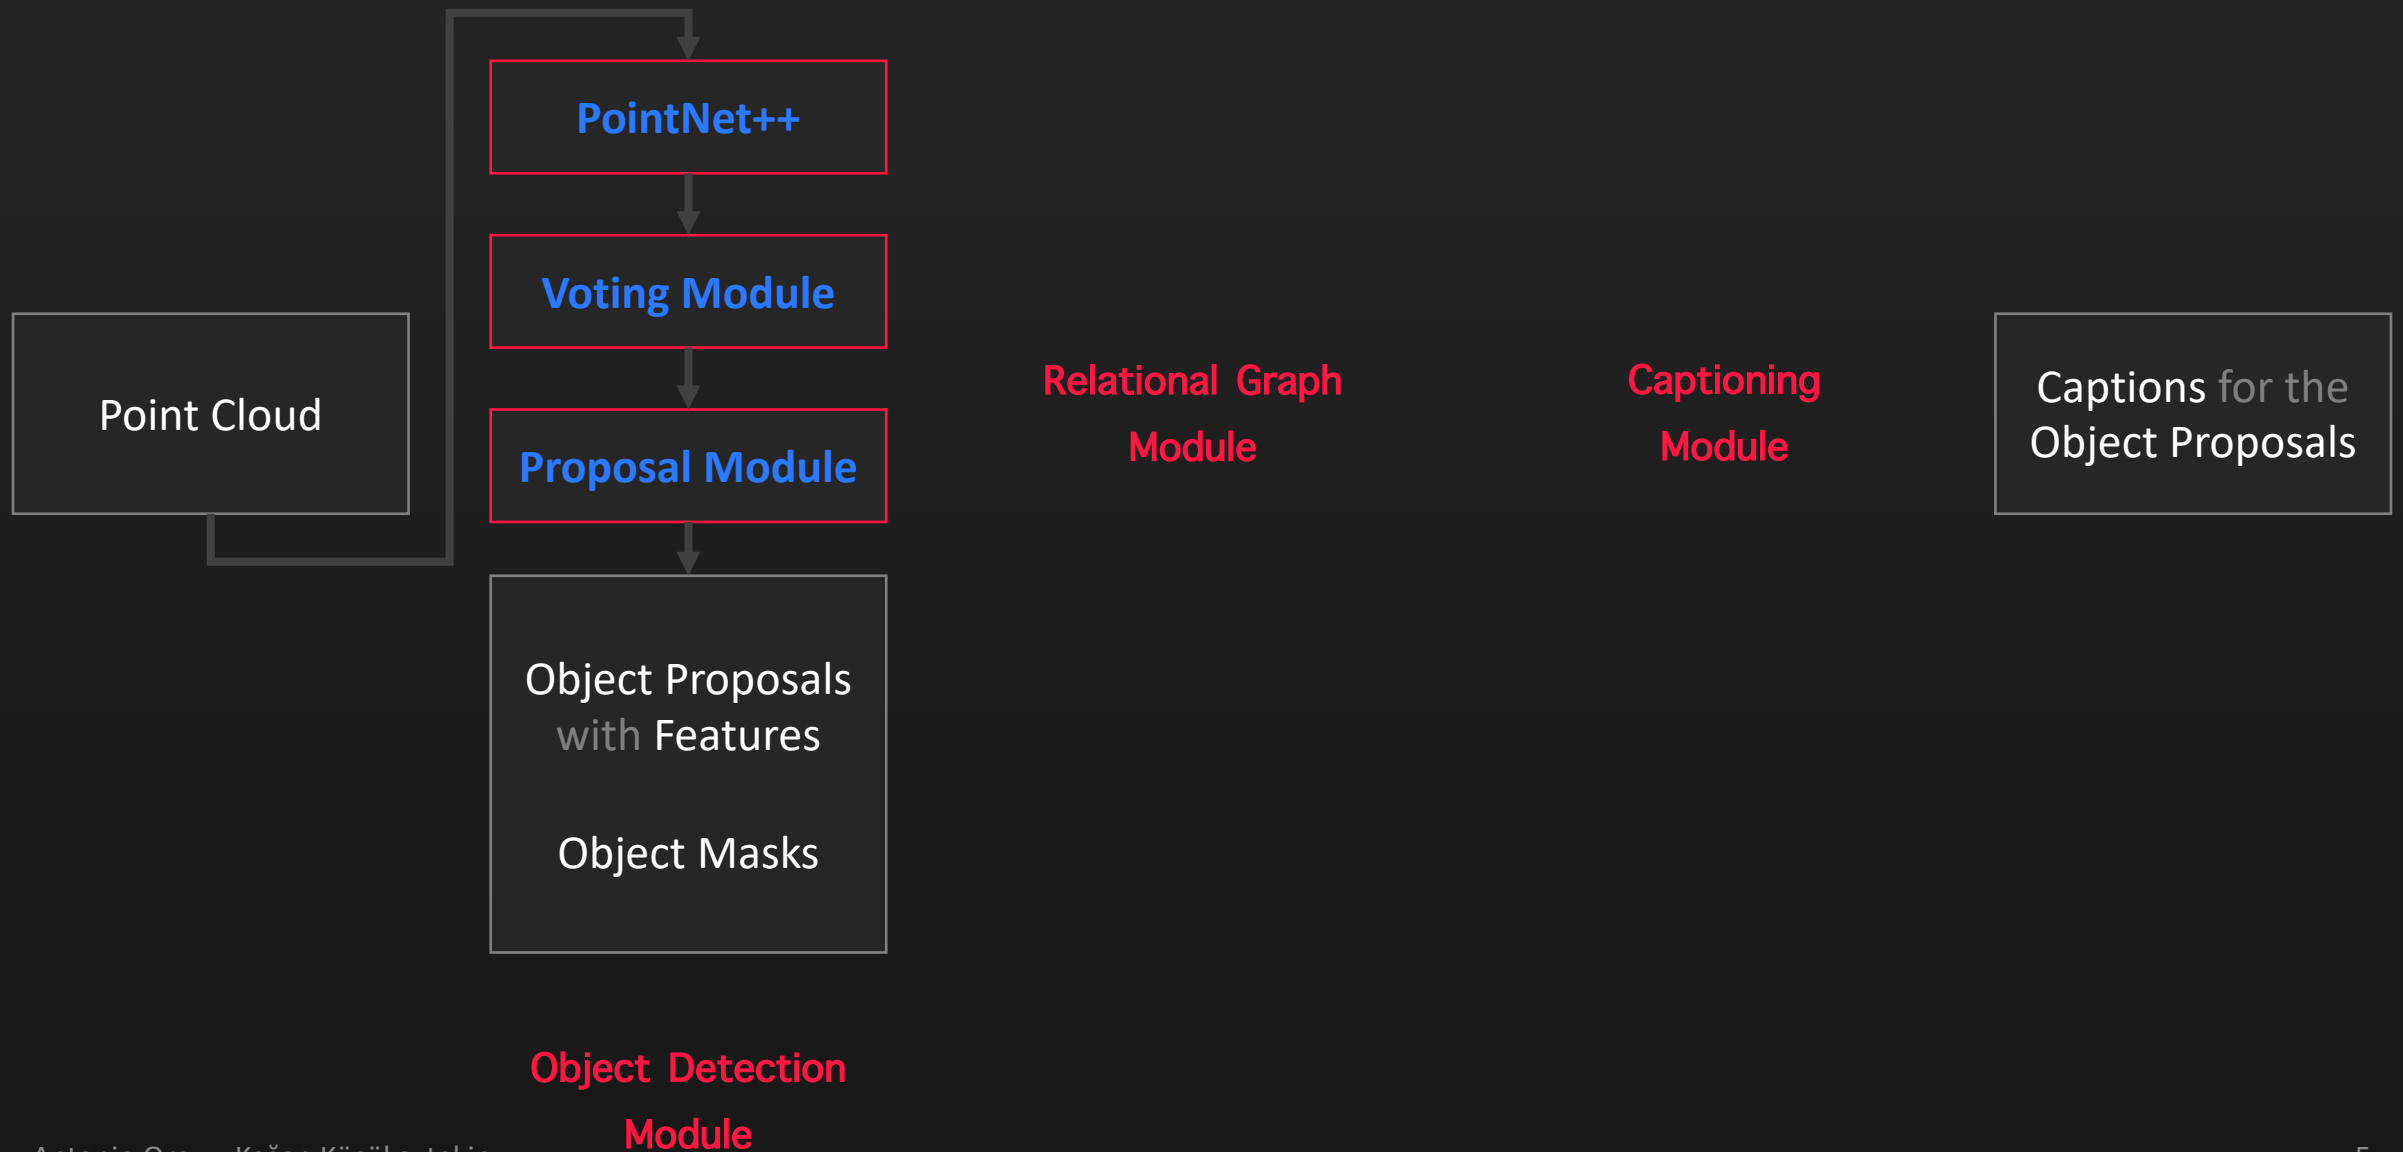 PointNet++
Voting Module
Proposal Module
Point Cloud
Object Proposals
with Features
Object Masks
Object Detection
Module
Relational Graph
Module
Captioning
Module
Captions for the
Object Proposals